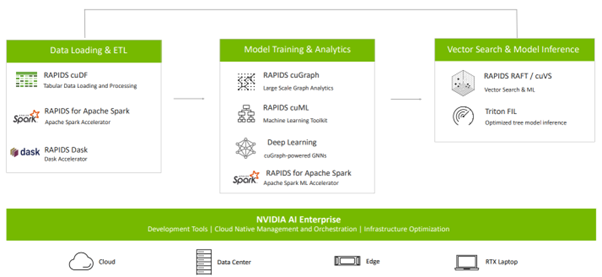 Data Loading & ETL
RAPIDS cuDF
Tabular Data Loading and Processing
Spark
RAPIDS for Apache Spark
Apache Spark Accelerator
dask
RAPIDS Dask
Dask Accelerator
Model Training & Analytics
RAPIDS cuGraph
Large Scale Graph Analytics
RAPIDS cuML
Machine Learning Toolkit
Deep Learning
cuGraph-powered GNNs
Spark
RAPIDS for Apache Spark
Apache Spark ML Accelerator
Vector Search & Model Inference
RAPIDS RAFT / cuVS
Vector Search & ML
Triton FIL
Optimized tree model inference
NVIDIA AI Enterprise
Development Tools | Cloud Native Management and Orchestration | Infrastructure Optimization
Cloud
Data Center
Edge
RTX Laptop